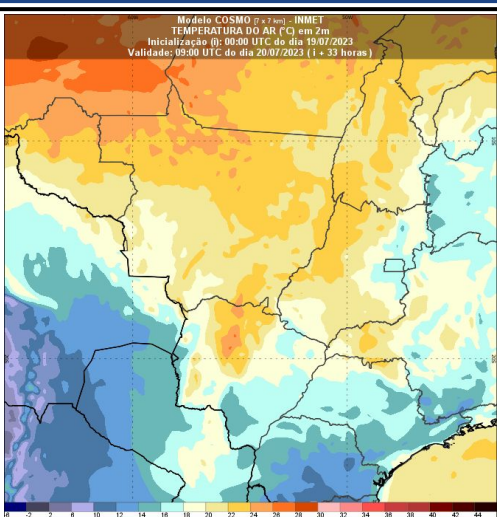 Modelo COSMO [7 x 7 km] - INMET
TEMPERATURA DO AR (°C) em 2m
Inicialização (i): 00:00 UTC do dia 19/07/2023
Validade: 09:00 UTC do dia 20/07/2023 ( i + 33 horas )
-6 -2 2 6 10 12 14 16 18 20 22 24 26 28 30 32 34 36 38 40 42 44